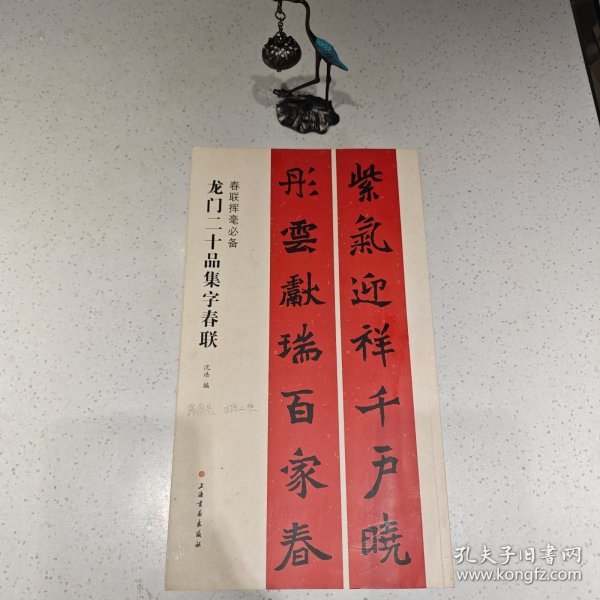 紫氣迎祥千戸曉
彤雲獻瑞百家春
春联挥毫必备
龙门二十品集字春联
沈浩 编
上海书画出版社
孔夫子旧书网
www.kongfz.com